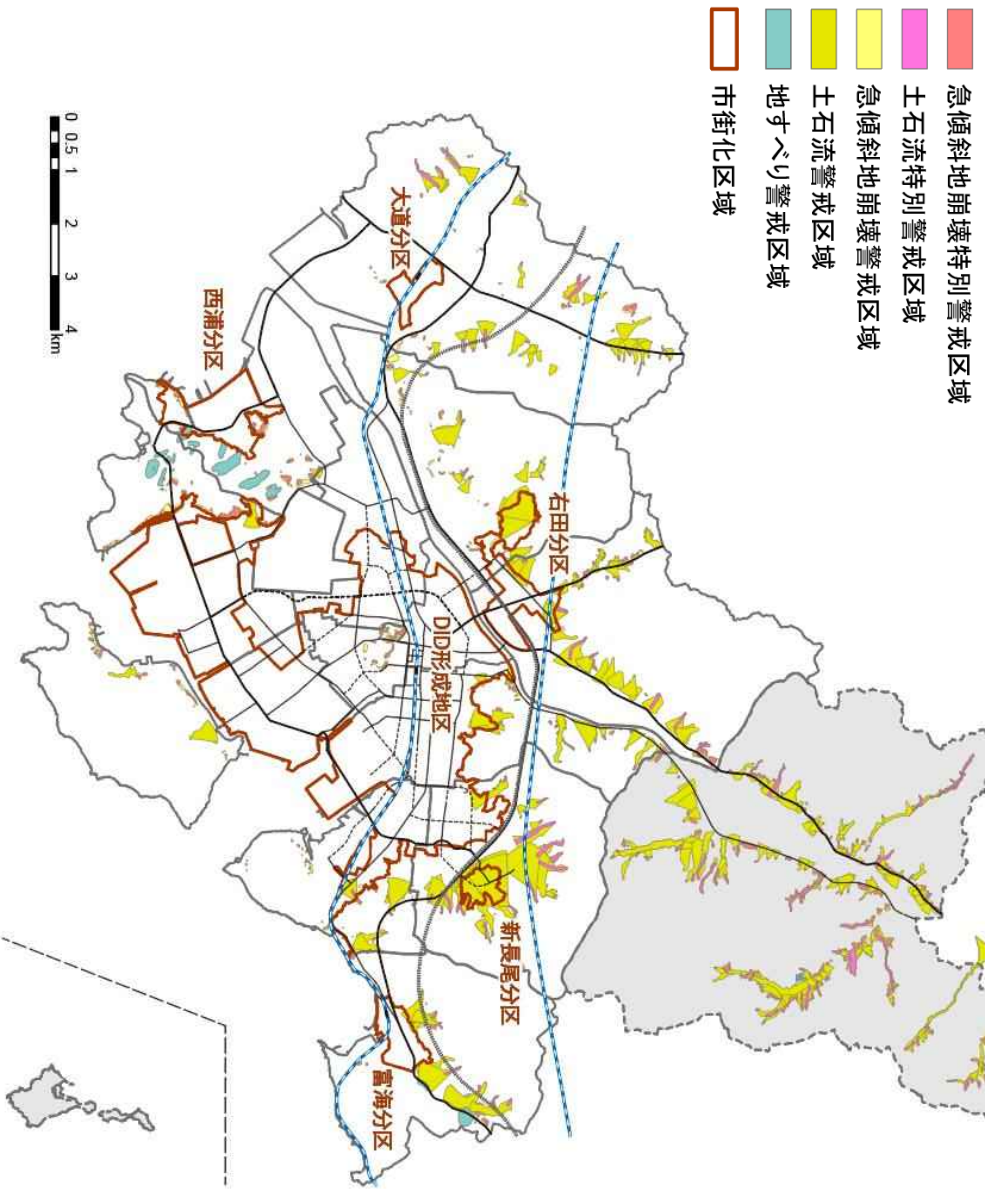 急傾斜地崩壊特別警戒区域
土石流特別警戒区域
急傾斜地崩壊警戒区域
土石流警戒区域
地すべり警戒区域
市街化区域
0 0.5 1 2 3 4 km
大道分区
西浦分区
右田分区
DID形成地区
新長尾分区
富海分区